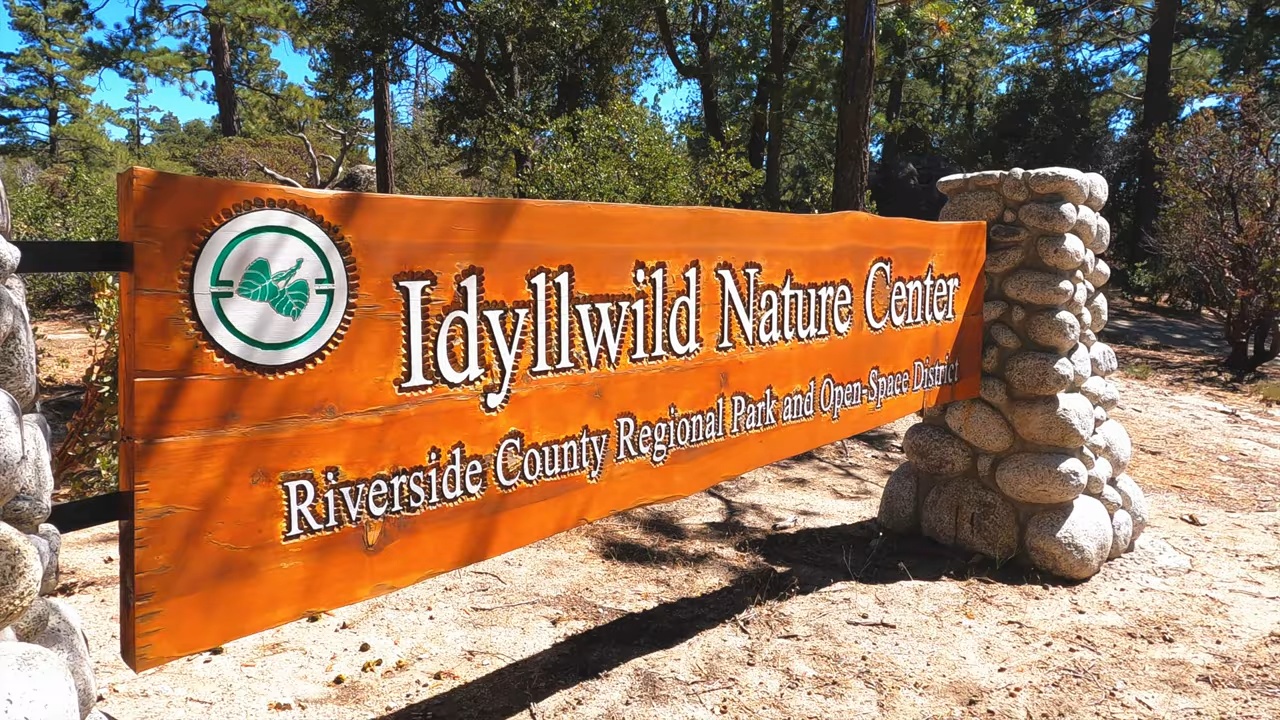 Idyllwild Nature Center
Riverside County Regional Park and Open-Space District